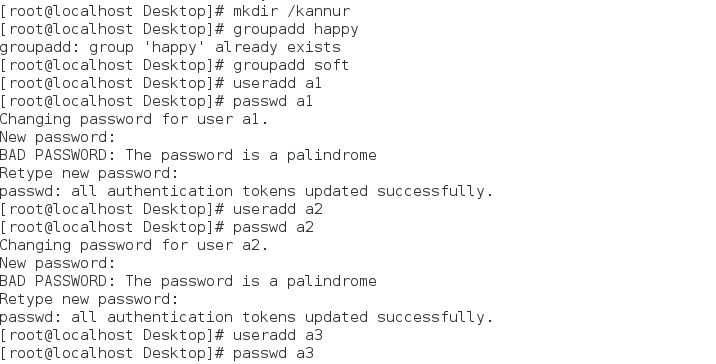 [root@localhost Desktop]# mkdir /kannur
[root@localhost Desktop]# groupadd happy
groupadd: group 'happy' already exists
[root@localhost Desktop]# groupadd soft
[root@localhost Desktop]# useradd a1
[root@localhost Desktop]# passwd a1
Changing password for user a1.
New password:
BAD PASSWORD: The password is a palindrome
Retype new password:
passwd: all authentication tokens updated successfully.
[root@localhost Desktop]# useradd a2
[root@localhost Desktop]# passwd a2
Changing password for user a2.
New password:
BAD PASSWORD: The password is a palindrome
Retype new password:
passwd: all authentication tokens updated successfully.
[root@localhost Desktop]# useradd a3
[root@localhost Desktop]# passwd a3